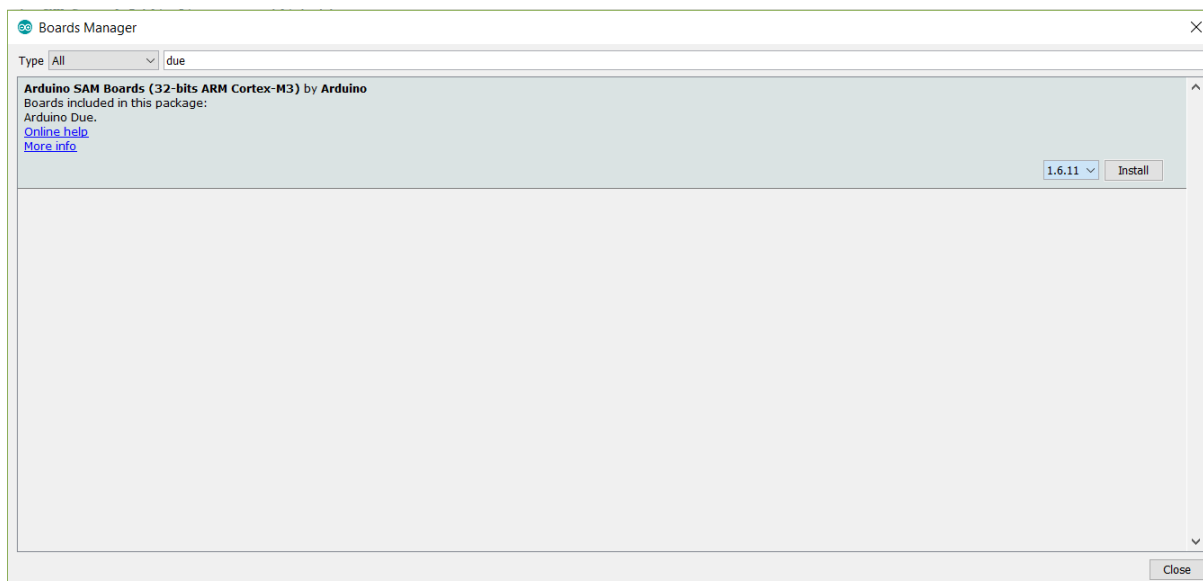 Boards Manager
Type All due
Arduino SAM Boards (32-bits ARM Cortex-M3) by Arduino
Boards included in this package:
Arduino Due.
Online help
More info
1.6.11 Install
Close